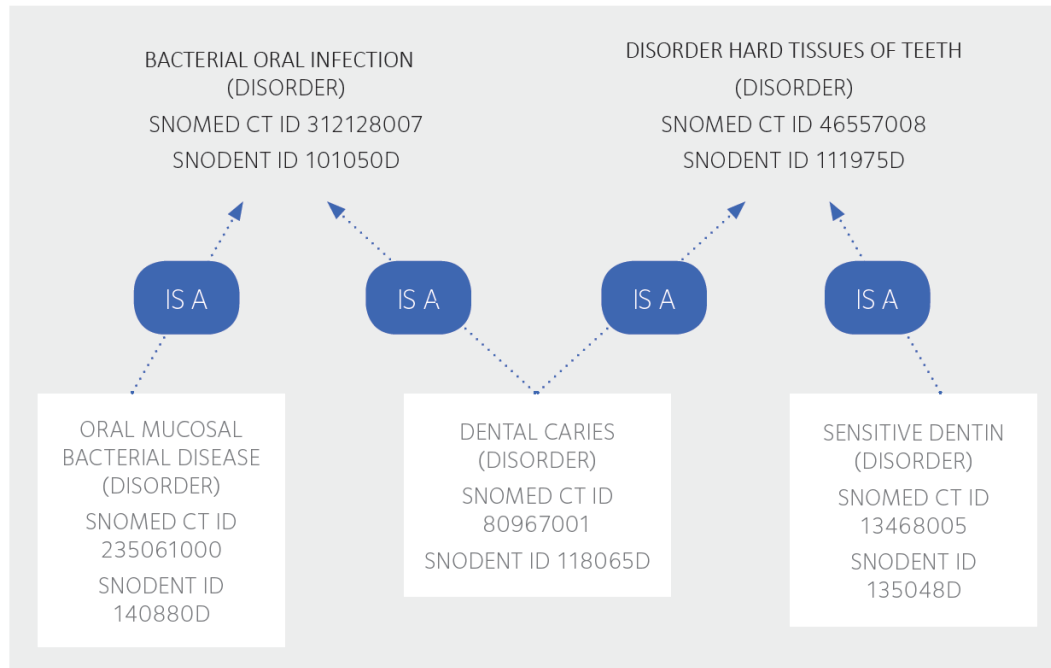 BACTERIAL ORAL INFECTION
(DISORDER)
SNOMED CT ID 312128007
SNODENT ID 101050D
DISORDER HARD TISSUES OF TEETH
(DISORDER)
SNOMED CT ID 46557008
SNODENT ID 111975D
IS A
IS A
IS A
IS A
ORAL MUCOSAL
BACTERIAL DISEASE
(DISORDER)
SNOMED CT ID
235061000
SNODENT ID
140880D
DENTAL CARIES
(DISORDER)
SNOMED CT ID
80967001
SNODENT ID 118065D
SENSITIVE DENTIN
(DISORDER)
SNOMED CT ID
13468005
SNODENT ID
135048D